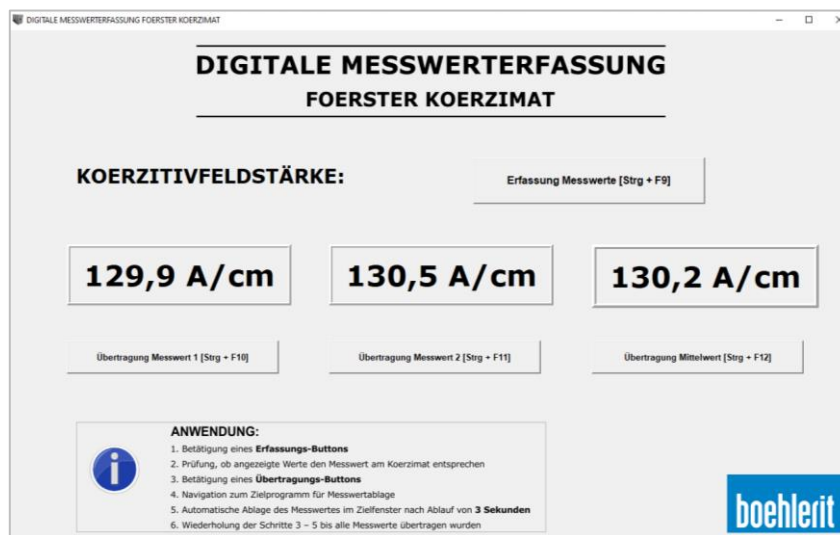 DIGITALE MESSWERTERFASSUNG FOERSTER KOERZIMAT
DIGITALE MESSWERTERFASSUNG
FOERSTER KOERZIMAT
KOERZITIVFELDSTÄRKE:
Erfassung Messwerte [Strg + F9]
129,9 A/cm
130,5 A/cm
130,2 A/cm
Übertragung Messwert 1 [Strg + F10]
Übertragung Messwert 2 [Strg + F11]
Übertragung Mittelwert [Strg + F12]
ANWENDUNG:
1. Betätigung eines Erfassungs-Buttons
2. Prüfung, ob angezeigte Werte den Messwert am Koerzimat entsprechen
3. Betätigung eines Übertragungs-Buttons
4. Navigation zum Zielprogramm für Messwertablage
5. Automatische Ablage des Messwertes im Zielfenster nach Ablauf von 3 Sekunden
6. Wiederholung der Schritte 3 – 5 bis alle Messwerte übertragen wurden
boehlerit